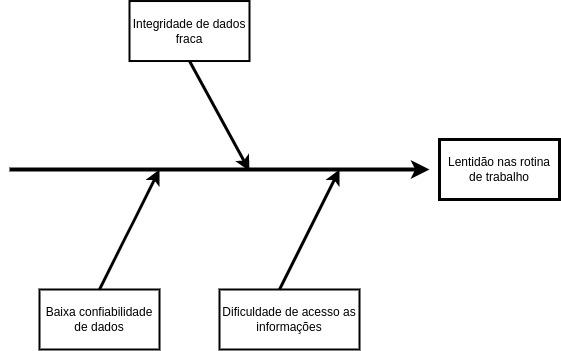 Integridade de dados
fraca
Lentidão nas rotina
de trabalho
Baixa confiabilidade
de dados
Dificuldade de acesso as
informações